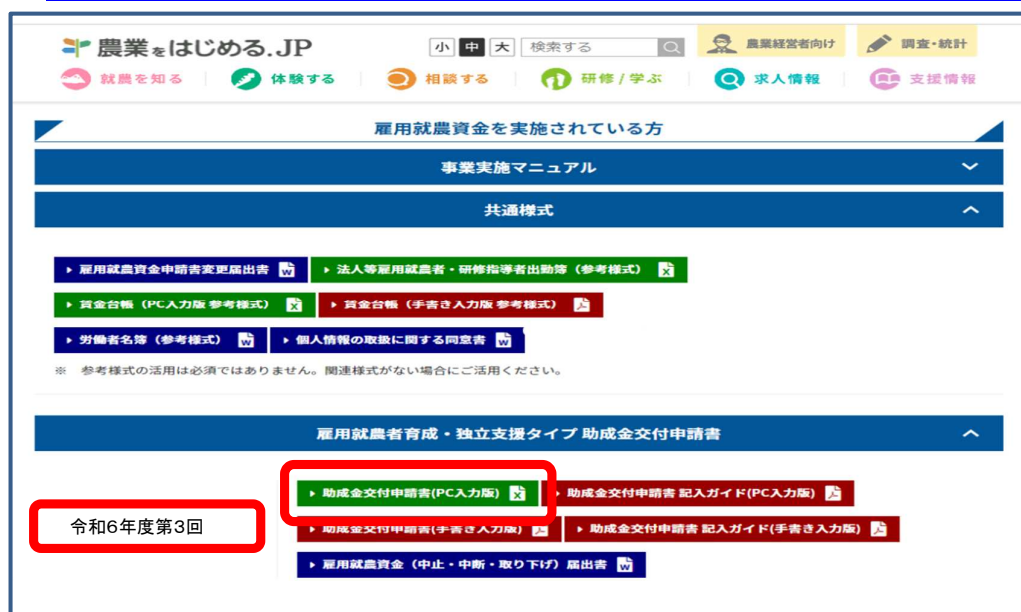 農業をはじめる.JP 小 中 大 検索する 農業経営者向け 調査・統計
就農を知る 体験する 相談する 研修/学ぶ 求人情報 支援情報
雇用就農資金を実施されている方
事業実施マニュアル
共通様式
雇用就農資金申請書変更届出書 法人等雇用就農者・研修指導者出勤簿（参考様式）
賃金台帳（PC入力版 参考様式） 賃金台帳（手書き入力版 参考様式）
労働者名簿（参考様式） 個人情報の取扱に関する同意書
※ 参考様式の活用は必須ではありません。関連様式がない場合にご活用ください。
雇用就農者育成・独立支援タイプ 助成金交付申請書
助成金交付申請書(PC入力版) 助成金交付申請書 記入ガイド(PC入力版)
令和6年度第3回 助成金交付申請書(手書き入力版) 助成金交付申請書 記入ガイド(手書き入力版)
雇用就農資金（中止・中断・取り下げ）届出書